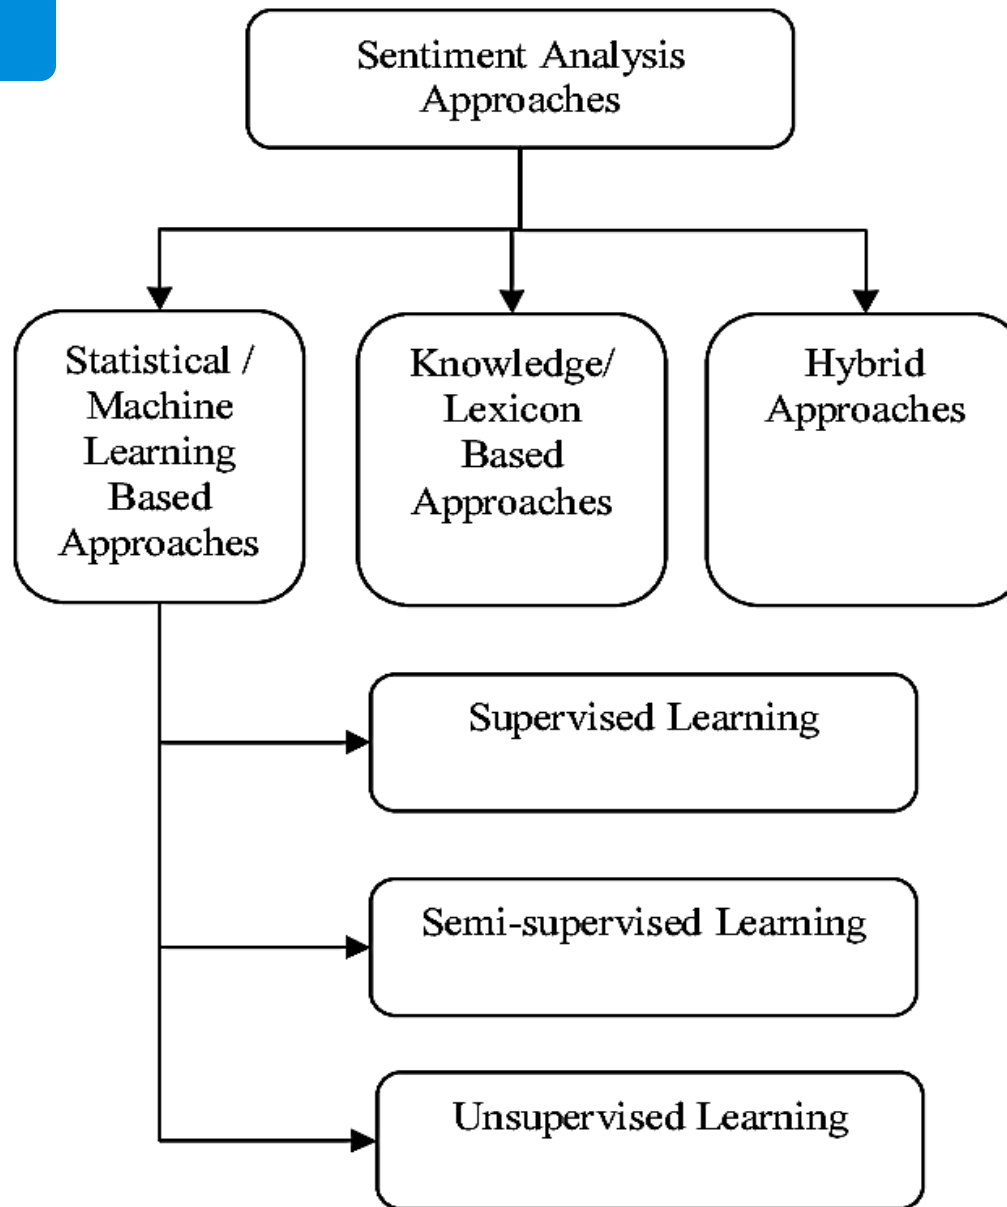 Sentiment Analysis
Approaches
Statistical /
Machine
Learning
Based
Approaches
Knowledge/
Lexicon
Based
Approaches
Hybrid
Approaches
Supervised Learning
Semi-supervised Learning
Unsupervised Learning